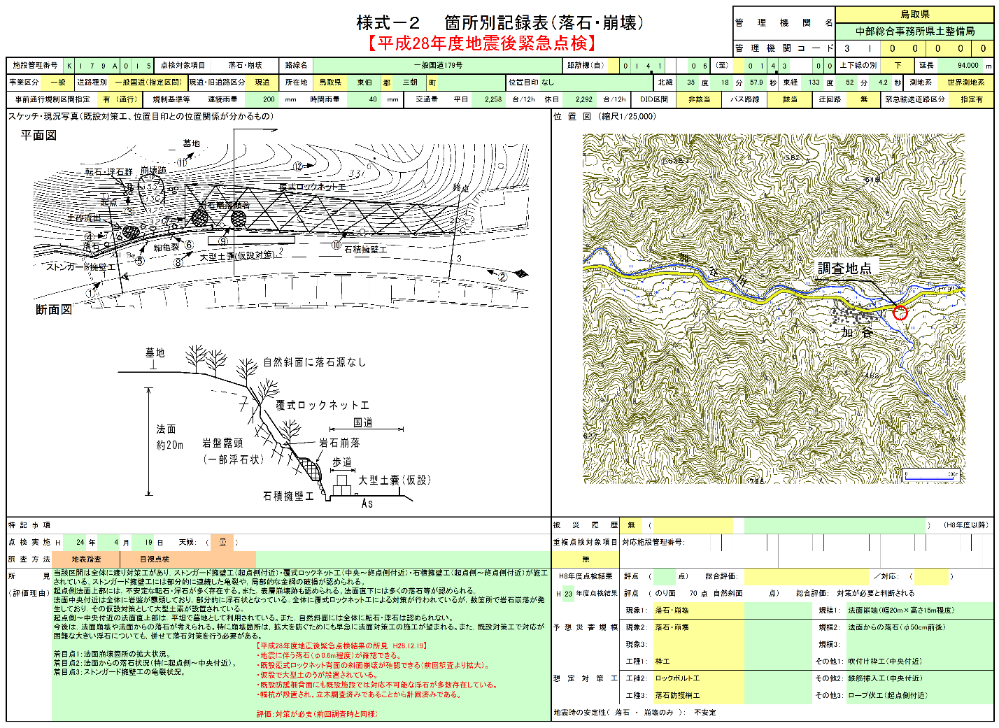 様式－２　箇所別記録表（落石・崩壊）
【平成28年度地震後緊急点検】
管理機関名 鳥取県
中部総合事務所県土整備局
管理機関コード 3 1 0 0 0 0 0
施設管理番号 K 1 7 9 A 0 1 5 点検対象項目 落石・崩壊 路線名 一般国道179号 距離標（自） 0 1 4 . 1 0 6 （至） 0 1 4 . 3 0 0 上下線の別 下 延長 94.000 m
事業区分 一般 道路種別 一般国道（指定区間） 現道・旧道路区分 現道 所在地 鳥取県 東伯 郡 三朝 町 位置目印 なし 北緯 35 度 18 分 57.9 秒 東経 133 度 52 分 4.2 秒 測地系 世界測地系
事前通行規制区間指定 有（通行） 規制基準等 連続雨量 200 mm 時間雨量 40 mm 交通量 平日 2,258 台/12h 休日 2,292 台/12h DID区間 非該当 バス路線 該当 迂回路 無 緊急輸送道路区分 指定有
スケッチ・現況写真（既設対策工、位置目印との位置関係が分かるもの）
位置図（縮尺1/25,000）
平面図
墓地
⑪
⑫
転石・浮石群 崩壊跡
覆式ロックネット工
終点
起点
③
岩石崩落顕著
土砂流出
④
⑦
落石
細亀裂
⑥
⑨
⑩
石積擁壁工
⑤
⑧
大型土嚢（仮設対策）
ストンガード擁壁工
①
②
断面図
墓地
自然斜面に落石源なし
覆式ロックネット工
国道
法面
約20m
岩盤露頭
（一部浮石状）
岩石崩落
歩道
大型土嚢（仮設）
石積擁壁工
As
加谷川
調査地点
加谷
0 500m
特記事項
点検実施 H 24 年 4 月 19 日 天候：（ 曇 ）
調査方法 地表踏査 目視点検
所見
（評価理由）
当該区間は全体に渡り対策工があり、ストンガード擁壁工（起点側付近）・覆式ロックネット工（中央～終点側付近）・石積擁壁工（起点側～終点側付近）が施工
されている。ストンガード擁壁工には部分的に連続した亀裂や、局部的な金網の破損が認められる。
起点側法面上部には、不安定な転石・浮石が多く存在する。また、表層崩壊跡も認められる。法面直下には多くの落石等が認められる。
法面中央付近は全体に岩盤が露頭しており、部分的に浮石状となっている。全体に覆式ロックネット工による対策が行われているが、数箇所で岩石崩落が発
生しており、その仮設対策として大型土嚢が設置されている。
起点側～中央付近の法面直上部は、平坦で墓地として利用されている。また、自然斜面には全体に転石・浮石は認められない。
今後は、法面崩壊や法面からの落石が考えられる。特に崩壊箇所は、拡大を防ぐためにも早急に法面対策工の施工が望まれる。また、既設対策工で対応が
困難な大きい浮石についても、併せて落石対策を行う必要がある。
着目点1：法面崩壊箇所の拡大状況。
着目点2：法面からの落石状況（特に起点側～中央付近）。
着目点3：ストンガード擁壁工の亀裂状況。
【平成28年度地震後緊急点検結果の所見　H28.12.19】
・地震に伴う落石（φ0.6m程度）が確認できる。
・既設覆式ロックネット背面の斜面崩壊が確認できる（前回調査より拡大）。
・仮設で大型土のうが設置されている。
・既設防護柵背面にも既設施設では対応不可能な浮石が多数存在している。
・幅杭が設置され、立木調査済みであることから計画済みである。
評価：対策が必要（前回調査時と同様）
被災履歴 無 （ ） （H8年度以降）
重複点検対象項目 対応施設管理番号：
無
H8年度点検結果 評点 （ 点） 総合評価： ／対応：（ ）
H 23 年度点検結果 評点 （ のり面 70 点 自然斜面 点） 総合評価： 対策が必要と判断される
予想災害規模
現象1： 落石・崩壊 規模1： 法面崩壊（幅20m×高さ15m程度）
現象2： 落石・崩壊 規模2： 法面からの落石（φ50cm前後）
現象3： 規模3：
想定対策工
工種1： 枠工 その他1： 吹付け枠工（中央付近）
工種2： ロックボルト工 その他2： 鉄筋挿入工（中央付近）
工種3： 落石防護網工 その他3： ロープ伏工（起点側付近）
地震時の安定性（ 落石 ・ 崩壊のみ ）： 不安定